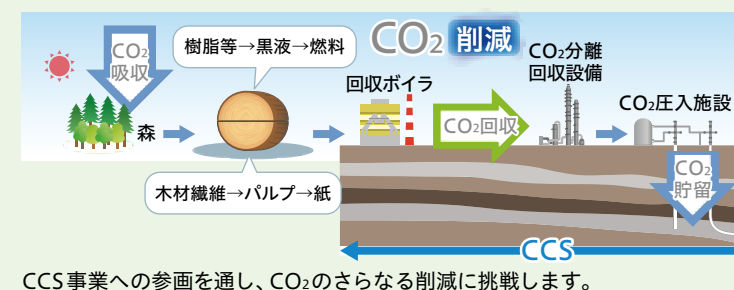 CO2 削減
CO2
吸収
樹脂等→黒液→燃料
森
木材繊維→パルプ→紙
回収ボイラ
CO2回収
CO2分離
回収設備
CO2圧入施設
CO2
貯留
CCS
CCS事業への参画を通し、CO2のさらなる削減に挑戦します。